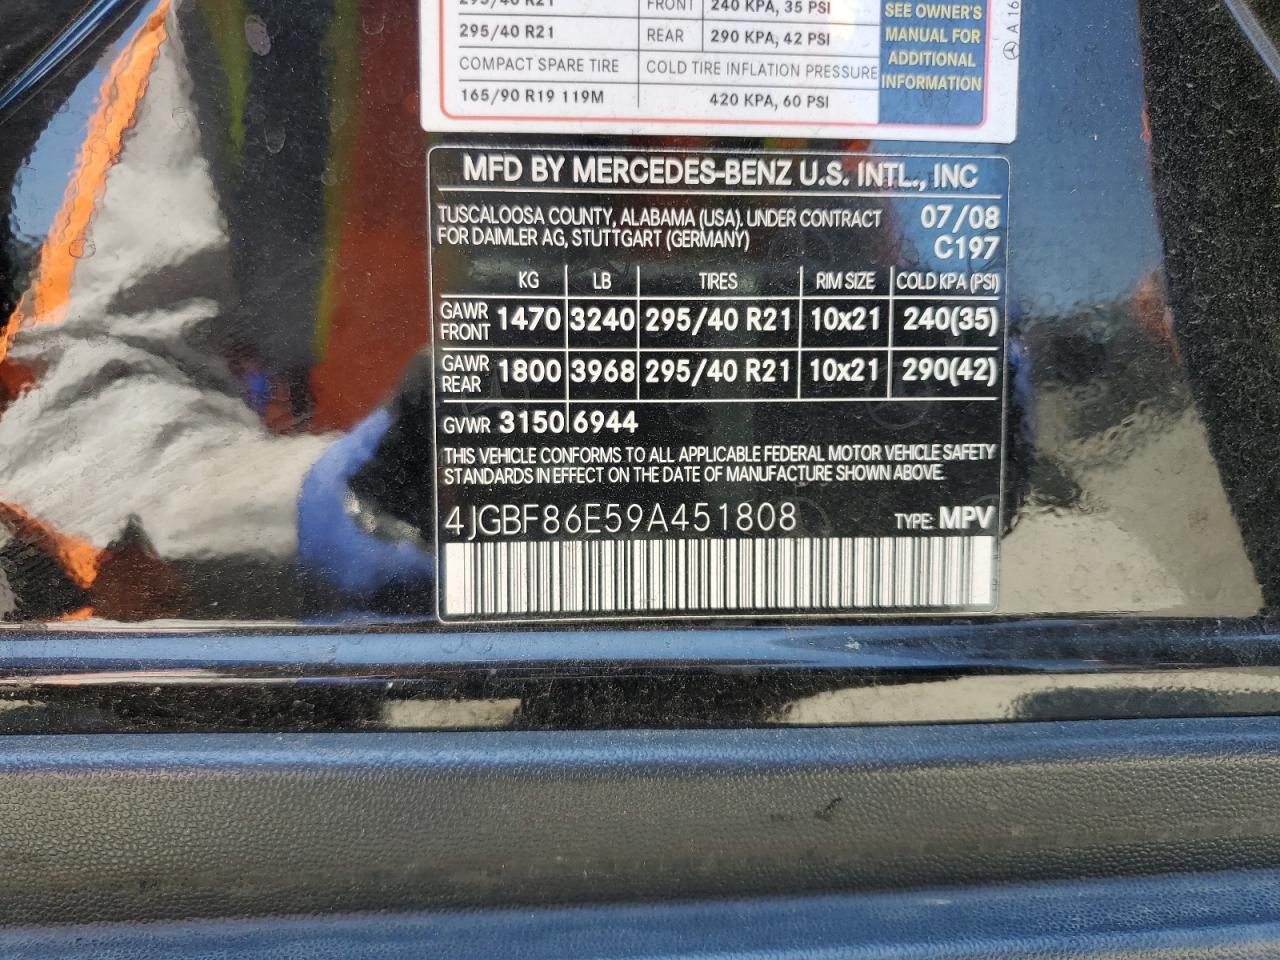 295/40 R21 FRONT 240 KPA, 35 PSI
295/40 R21 REAR 290 KPA, 42 PSI
COMPACT SPARE TIRE COLD TIRE INFLATION PRESSURE
165/90 R19 119M 420 KPA, 60 PSI
SEE OWNER'S
MANUAL FOR
ADDITIONAL
INFORMATION
A 16
MFD BY MERCEDES-BENZ U.S. INTL., INC
TUSCALOOSA COUNTY, ALABAMA (USA), UNDER CONTRACT 07/08
FOR DAIMLER AG, STUTTGART (GERMANY) C197
KG LB TIRES RIM SIZE COLD KPA (PSI)
GAWR FRONT 1470 3240 295/40 R21 10x21 240(35)
GAWR REAR 1800 3968 295/40 R21 10x21 290(42)
GVWR 3150 6944
THIS VEHICLE CONFORMS TO ALL APPLICABLE FEDERAL MOTOR VEHICLE SAFETY
STANDARDS IN EFFECT ON THE DATE OF MANUFACTURE SHOWN ABOVE.
4JGBF86E59A451808 TYPE: MPV